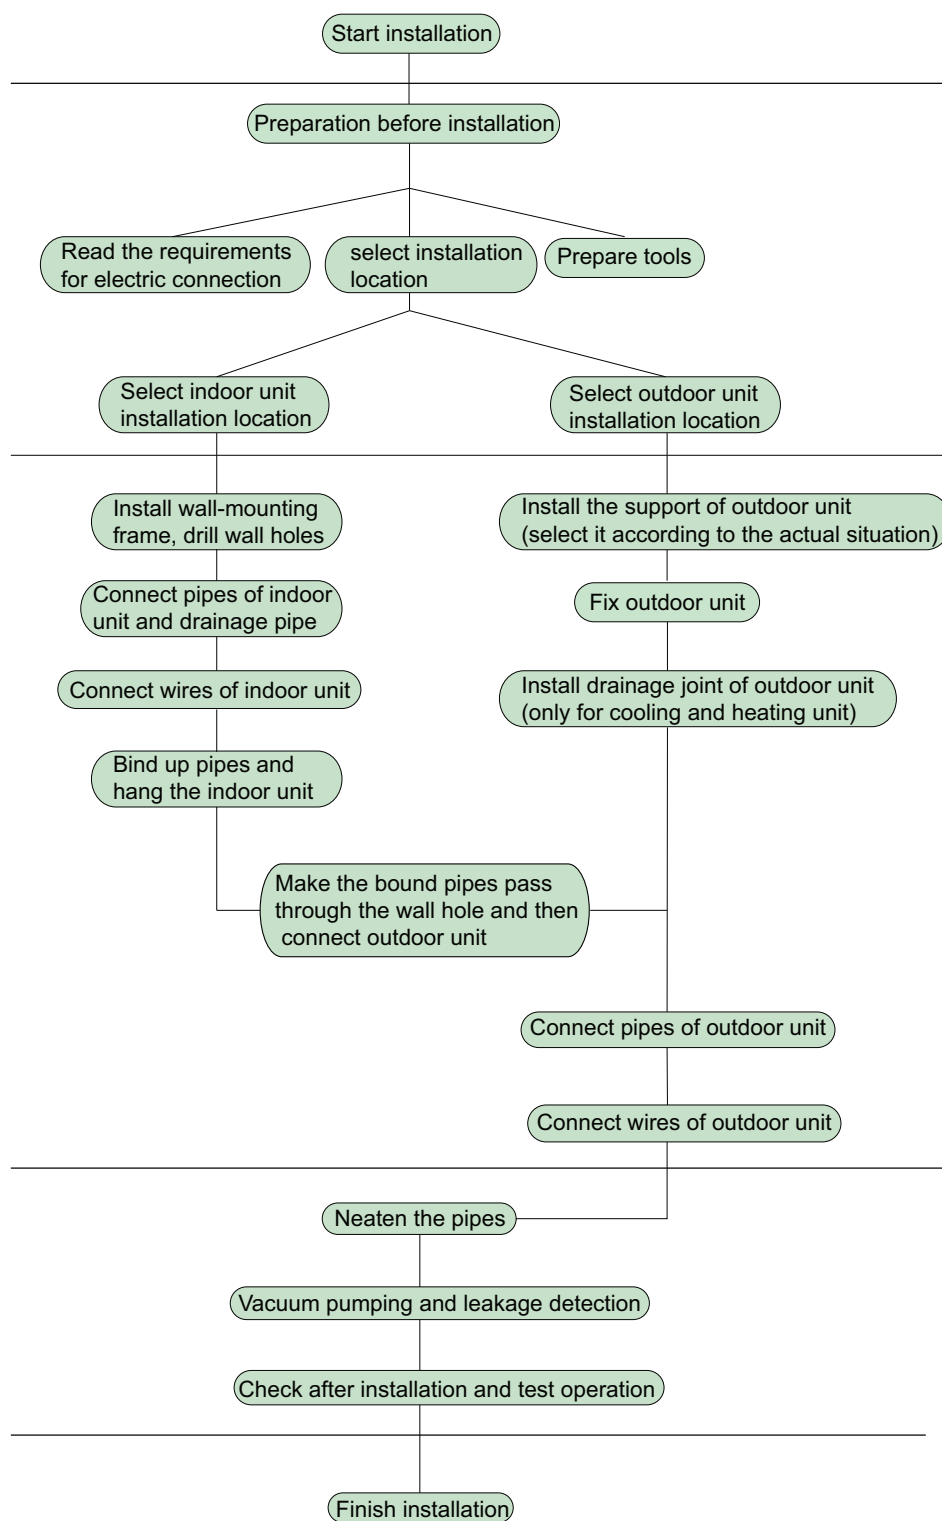 Start installation
Preparation before installation
Read the requirements
for electric connection
select installation
location
Prepare tools
Select indoor unit
installation location
Select outdoor unit
installation location
Install wall-mounting
frame, drill wall holes
Connect pipes of indoor
unit and drainage pipe
Connect wires of indoor unit
Bind up pipes and
hang the indoor unit
Install the support of outdoor unit
(select it according to the actual situation)
Fix outdoor unit
Install drainage joint of outdoor unit
(only for cooling and heating unit)
Make the bound pipes pass
through the wall hole and then
connect outdoor unit
Connect pipes of outdoor unit
Connect wires of outdoor unit
Neaten the pipes
Vacuum pumping and leakage detection
Check after installation and test operation
Finish installation